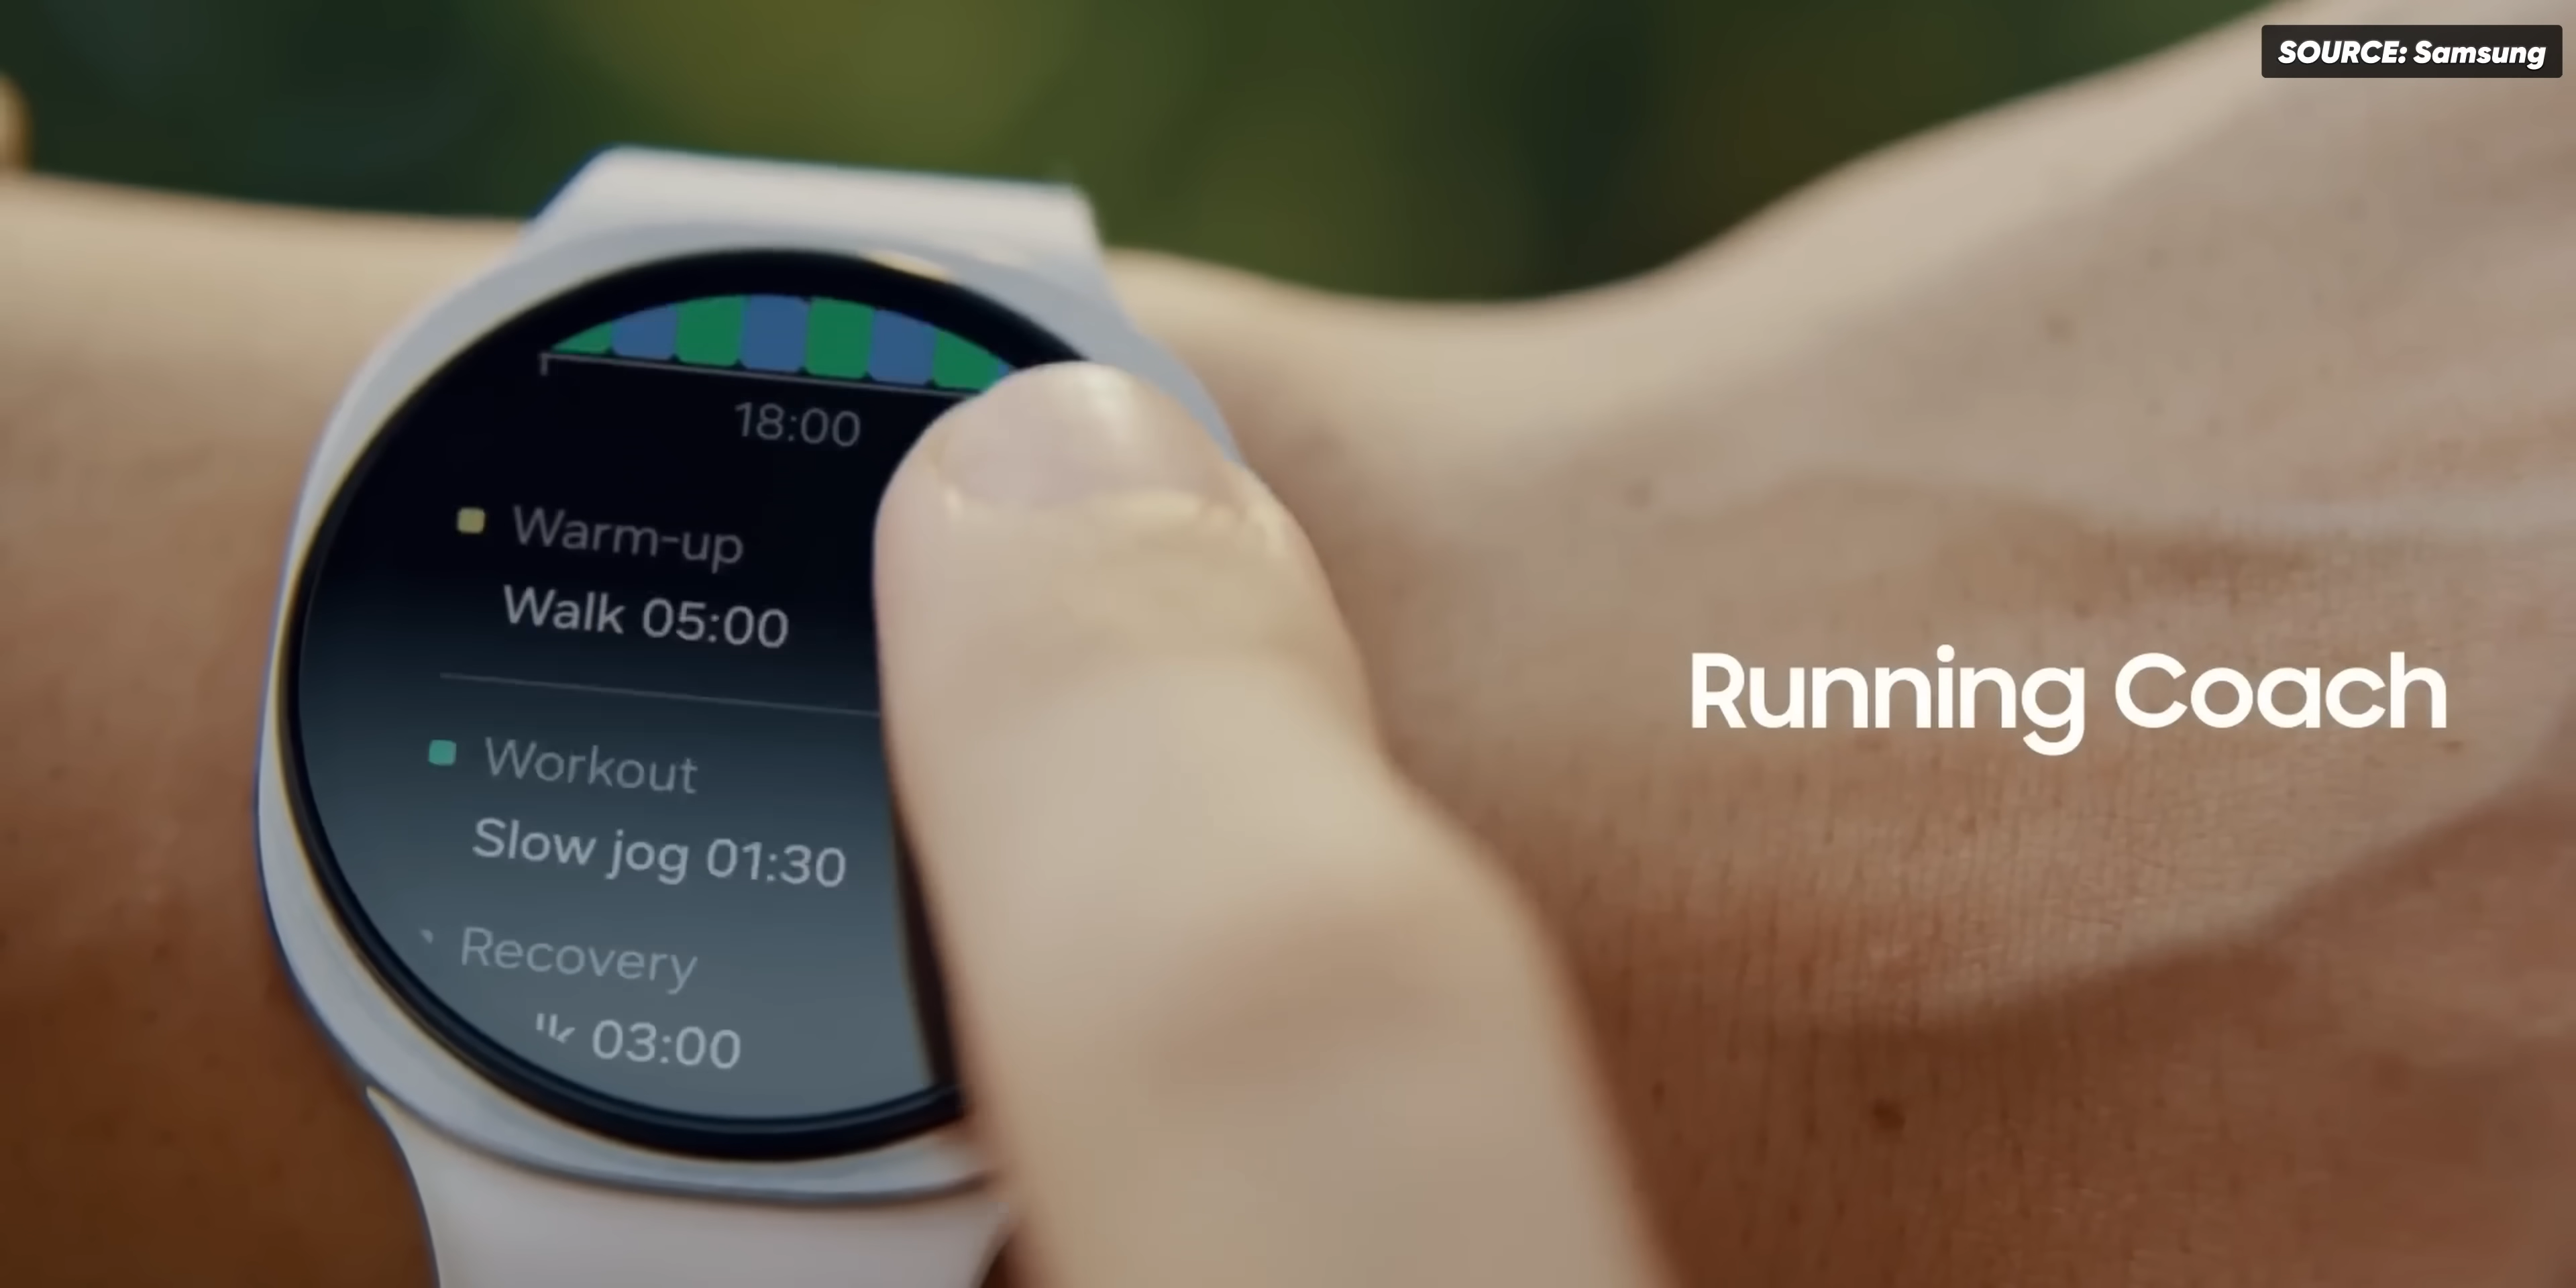 SOURCE: Samsung
18:00
Warm-up
Walk 05:00
Running Coach
Workout
Slow jog 01:30
Recovery
03:00